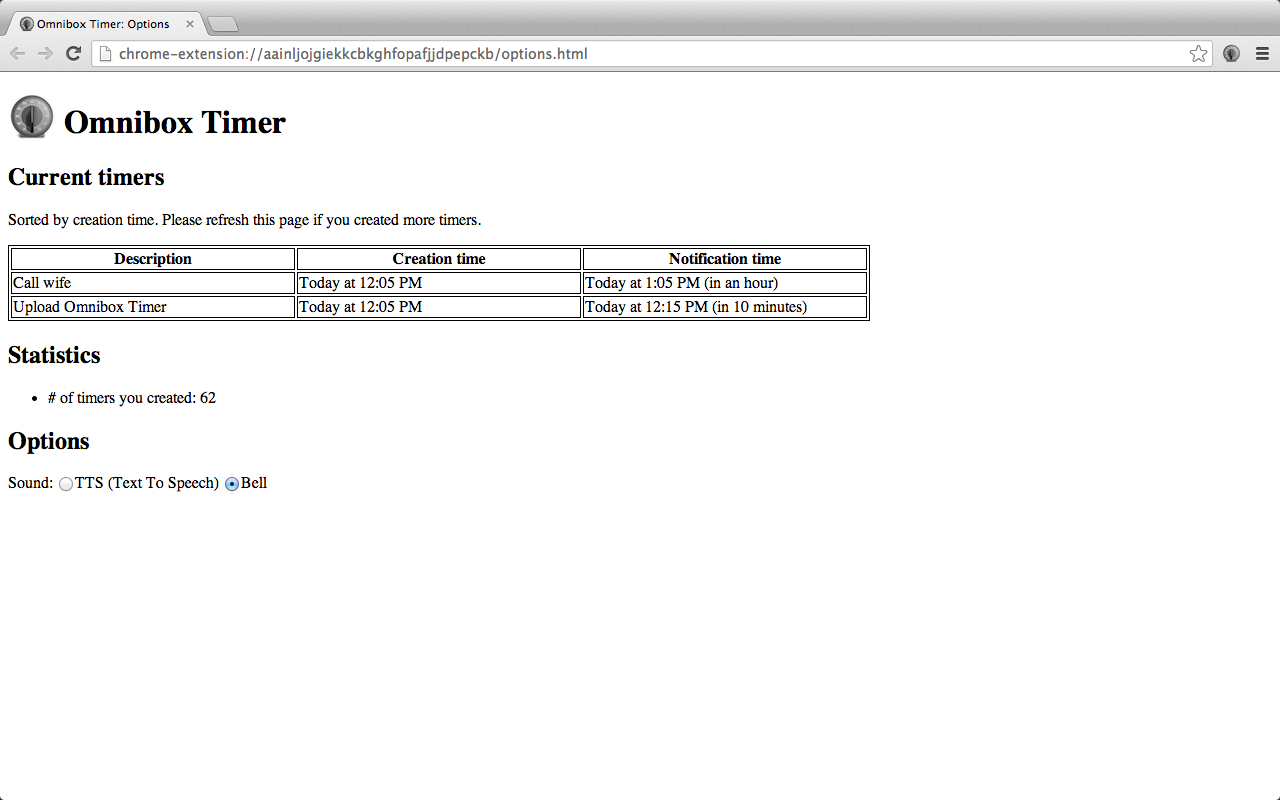 Omnibox Timer: Options
chrome-extension://aainljojgiekkcbkghfopafjjdpepckb/options.html
Omnibox Timer
Current timers
Sorted by creation time. Please refresh this page if you created more timers.
Description Creation time Notification time
Call wife Today at 12:05 PM Today at 1:05 PM (in an hour)
Upload Omnibox Timer Today at 12:05 PM Today at 12:15 PM (in 10 minutes)
Statistics
• # of timers you created: 62
Options
Sound: TTS (Text To Speech) Bell